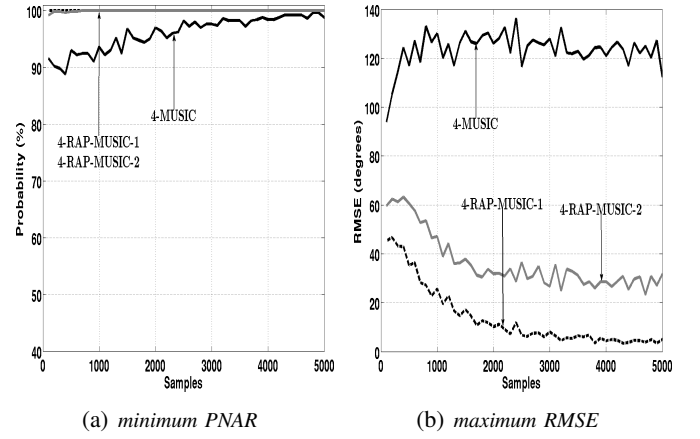 100
90
80
70
60
50
40
Probability (%)
4-MUSIC
4-RAP-MUSIC-1
4-RAP-MUSIC-2
0 1000 2000 3000 4000 5000
Samples
(a) minimum PNAR
140
120
100
80
60
40
20
0
RMSE (degrees)
4-MUSIC
4-RAP-MUSIC-1
4-RAP-MUSIC-2
0 1000 2000 3000 4000 5000
Samples
(b) maximum RMSE